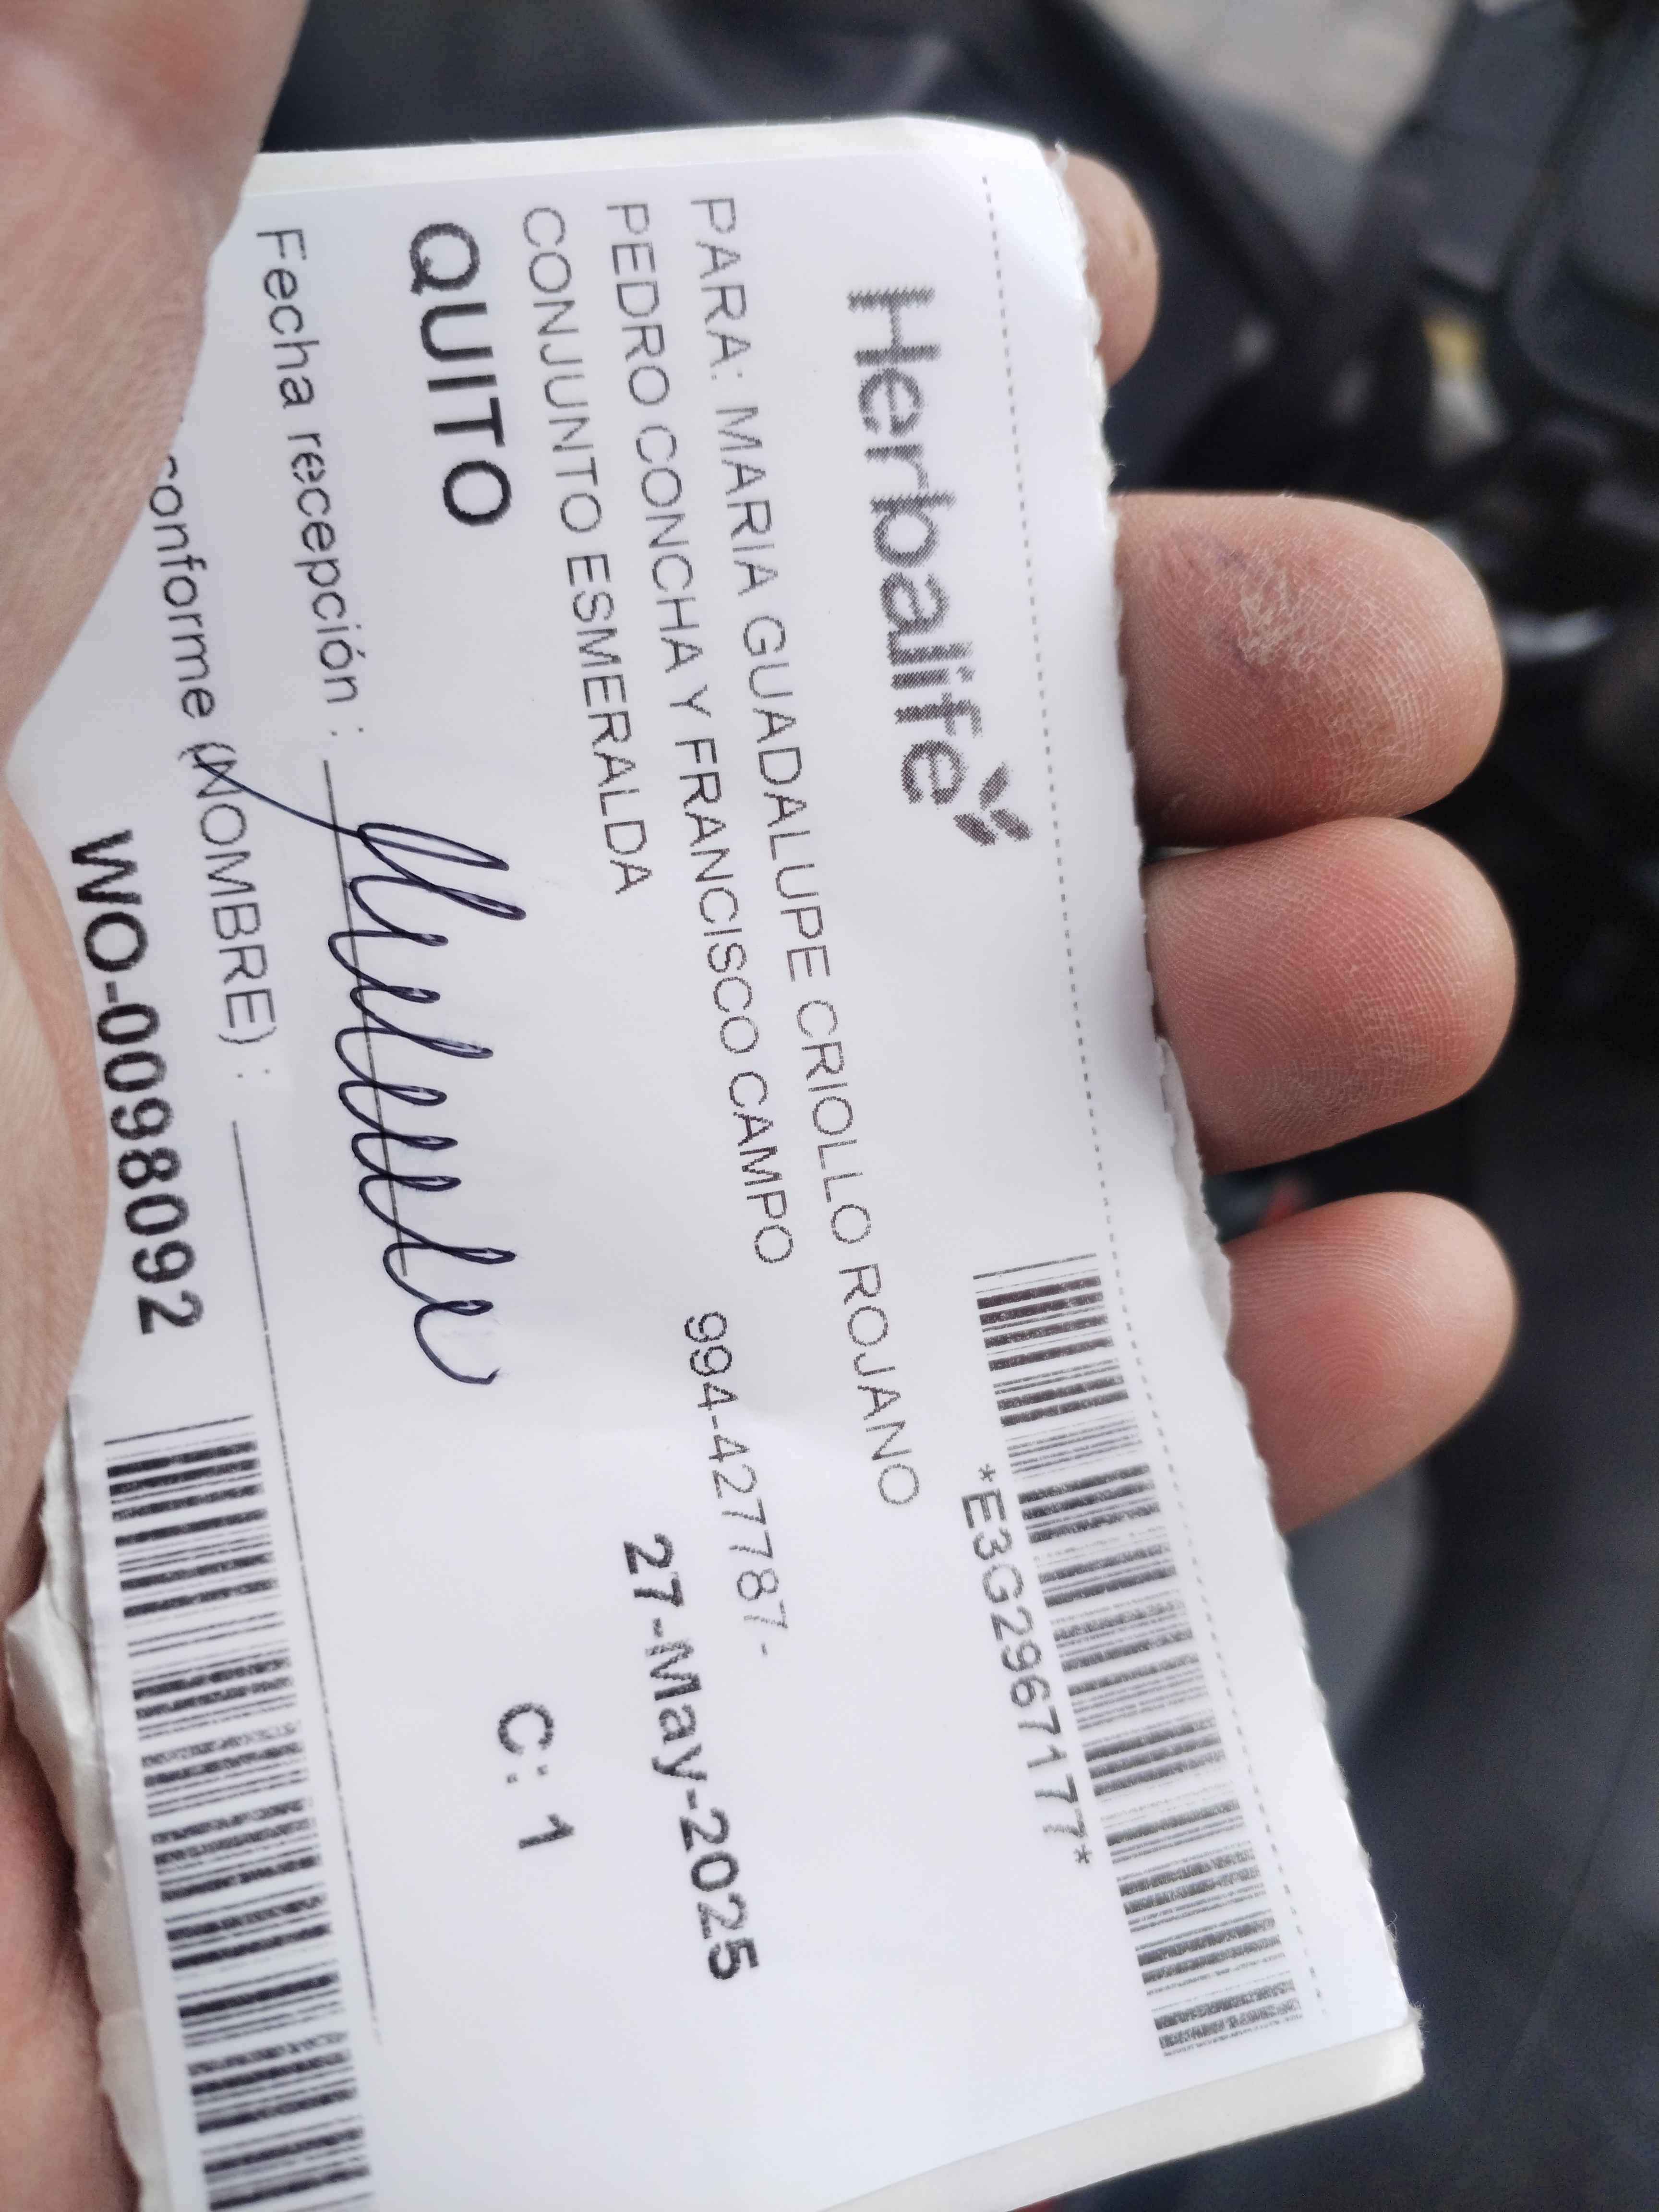 Herbalife
*E3G2967177*
PARA: MARIA GUADALUPE CRIOLLO ROJANO
PEDRO CONCHA Y FRANCISCO CAMPO
994-427787-
CONJUNTO ESMERALDA
27-May-2025
QUITO
C: 1
Fecha recepción :
conforme (NOMBRE) :
WO-0098092